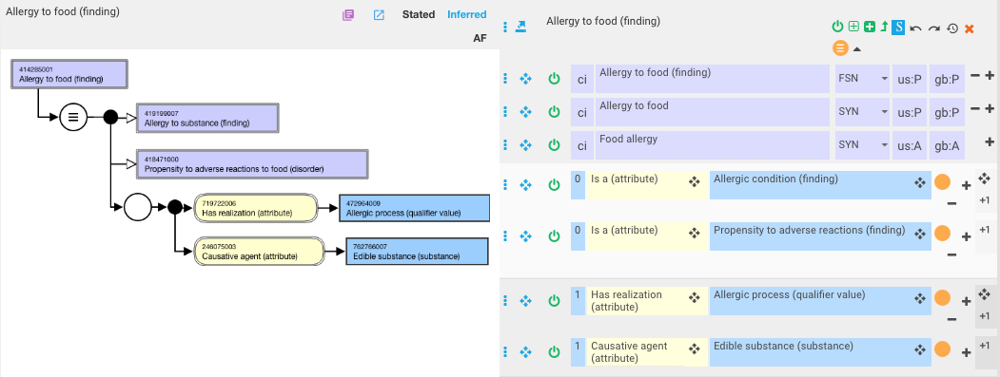 Allergy to food (finding)
Stated
Inferred
AF
414285001
Allergy to food (finding)
419199007
Allergy to substance (finding)
418471000
Propensity to adverse reactions to food (disorder)
719722006
Has realization (attribute)
472964009
Allergic process (qualifier value)
246075003
Causative agent (attribute)
762766007
Edible substance (substance)
Allergy to food (finding)
S
ci
Allergy to food (finding)
FSN
us:P
gb:P
ci
Allergy to food
SYN
us:P
gb:P
ci
Food allergy
SYN
us:A
gb:A
0
Is a (attribute)
Allergic condition (finding)
+1
0
Is a (attribute)
Propensity to adverse reactions (finding)
+1
1
Has realization
(attribute)
Allergic process (qualifier value)
+1
1
Causative agent
(attribute)
Edible substance (substance)
+1